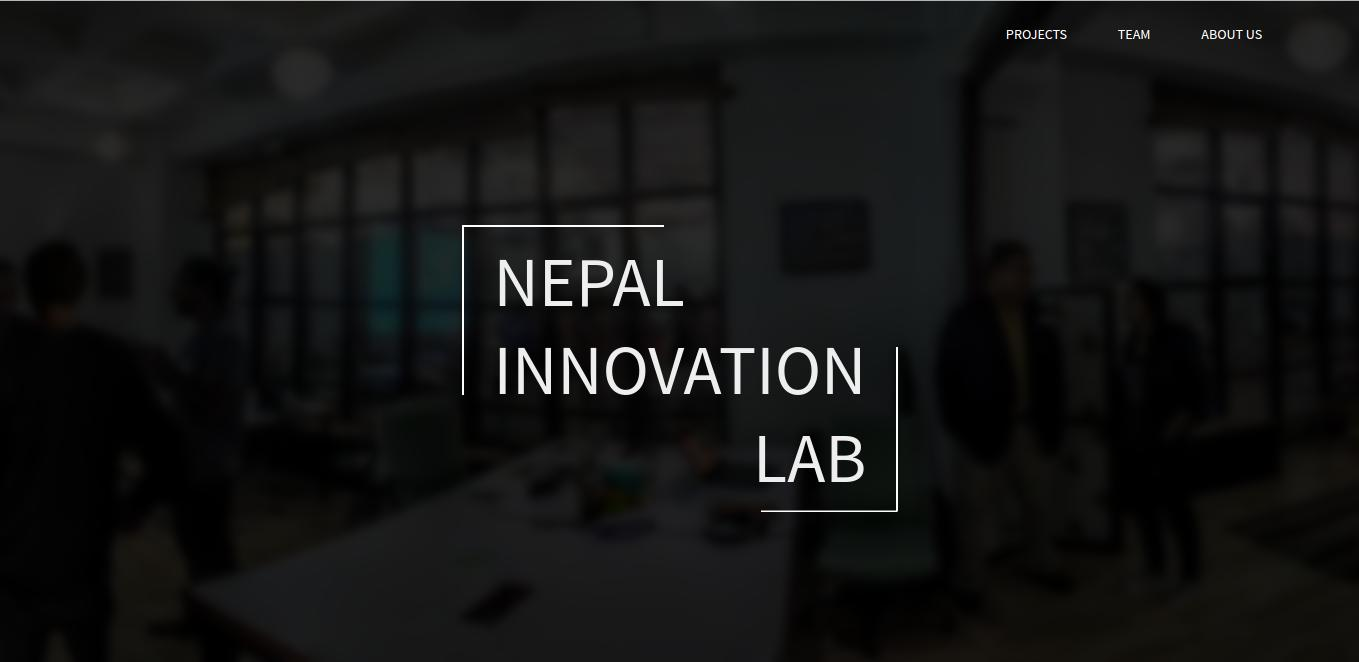 PROJECTS TEAM ABOUT US
NEPAL
INNOVATION
LAB